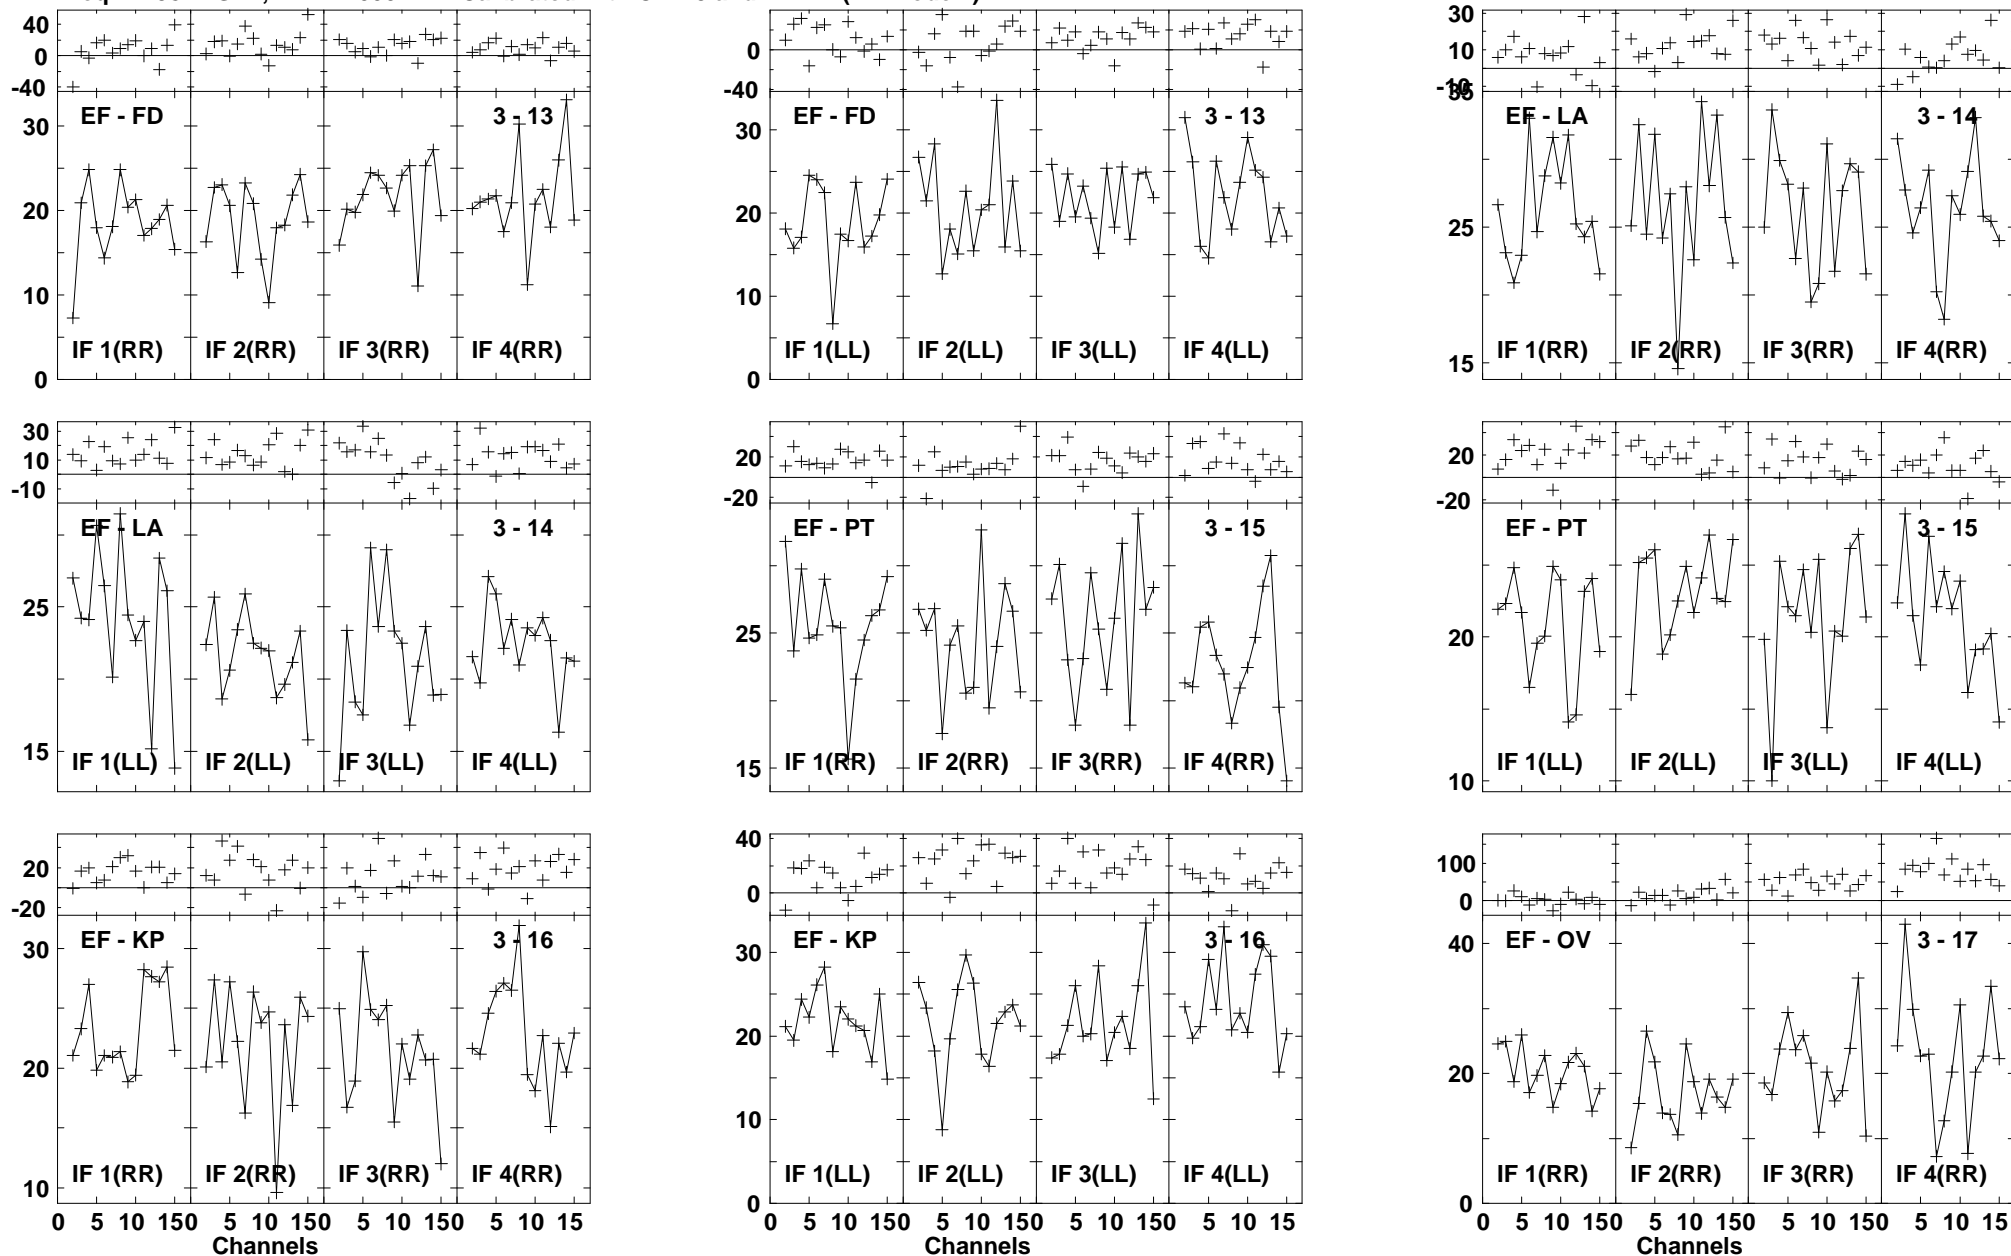 40 20 0 -40
EF - FD 3 - 13
30 20 10 0
IF 1(RR) IF 2(RR) IF 3(RR) IF 4(RR)
40 0 -40
EF - FD 3 - 13
30 20 10 0
IF 1(LL) IF 2(LL) IF 3(LL) IF 4(LL)
30 10 -10
EF - LA 3 - 14
35 25 15
IF 1(RR) IF 2(RR) IF 3(RR) IF 4(RR)
30 10 -10
EF - LA 3 - 14
25 15
IF 1(LL) IF 2(LL) IF 3(LL) IF 4(LL)
20 -20
EF - PT 3 - 15
25 15
IF 1(RR) IF 2(RR) IF 3(RR) IF 4(RR)
20 -20
EF - PT 3 - 15
20 10
IF 1(LL) IF 2(LL) IF 3(LL) IF 4(LL)
20 -20
EF - KP 3 - 16
30 20 10
IF 1(RR) IF 2(RR) IF 3(RR) IF 4(RR)
0 5 10 150 5 10 150 5 10 150 5 10 15
Channels
40 0
EF - KP 3 - 16
30 20 10 0
IF 1(LL) IF 2(LL) IF 3(LL) IF 4(LL)
0 5 10 150 5 10 150 5 10 150 5 10 15
Channels
100 0
EF - OV 3 - 17
40 20 0
IF 1(RR) IF 2(RR) IF 3(RR) IF 4(RR)
0 5 10 150 5 10 150 5 10 150 5 10 15
Channels